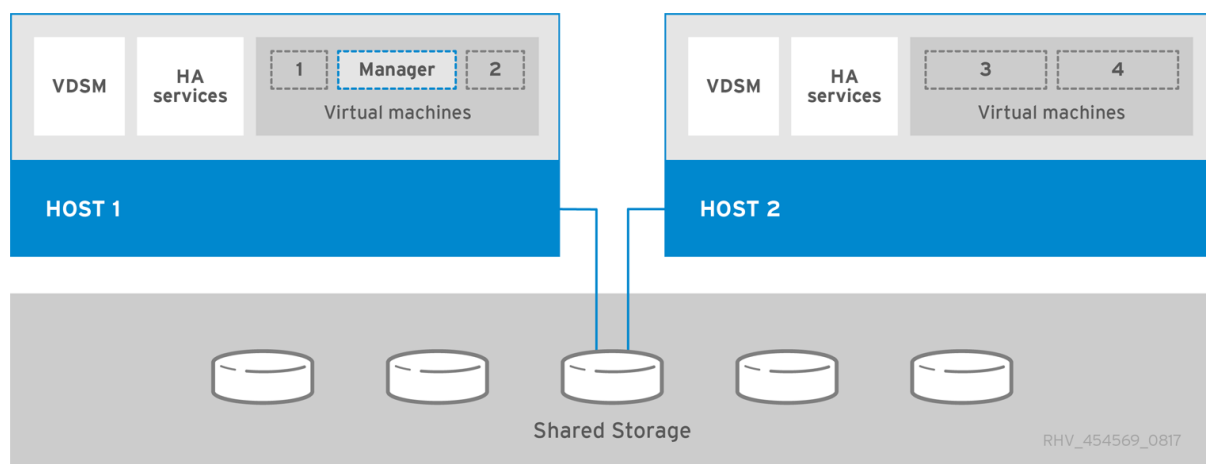 VDSM
HA
services
1
Manager
2
Virtual machines
HOST 1
VDSM
HA
services
3
4
Virtual machines
HOST 2
Shared Storage
RHV_454569_0817